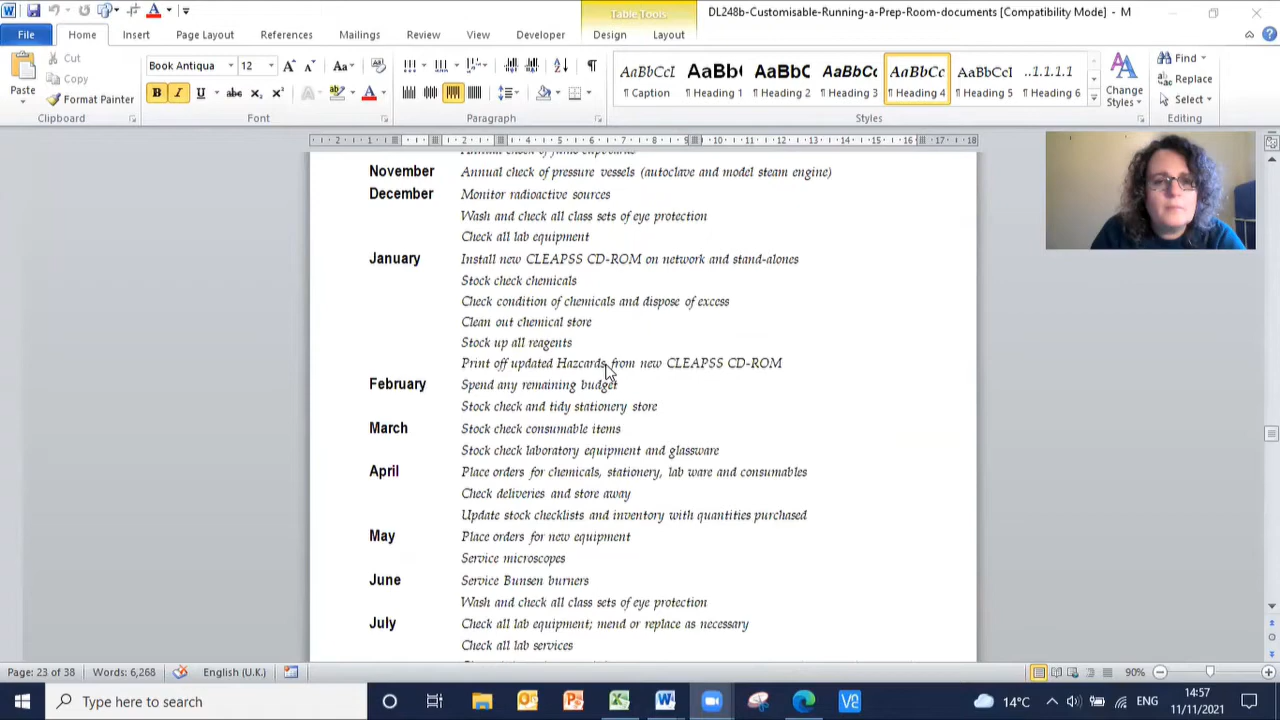 Table Tools
DL248b-Customisable-Running-a-Prep-Room-documents [Compatibility Mode] - M
File Home Insert Page Layout References Mailings Review View Developer Design Layout
Paste
Cut
Copy
Format Painter
Clipboard
Book Antiqua 12
Font
Paragraph
AaBbCcI AaBb( AaBbC AaBbCc AaBbCc AaBbCcI ..1.1.1.1
¶ Caption ¶ Heading 1 ¶ Heading 2 ¶ Heading 3 ¶ Heading 4 ¶ Heading 5 ¶ Heading 6
Styles
Change Styles
Find
Replace
Select
Editing
November Annual check of pressure vessels (autoclave and model steam engine)
December Monitor radioactive sources
Wash and check all class sets of eye protection
Check all lab equipment
January Install new CLEAPSS CD-ROM on network and stand-alones
Stock check chemicals
Check condition of chemicals and dispose of excess
Clean out chemical store
Stock up all reagents
Print off updated Hazcards from new CLEAPSS CD-ROM
February Spend any remaining budget
Stock check and tidy stationery store
March Stock check consumable items
Stock check laboratory equipment and glassware
April Place orders for chemicals, stationery, lab ware and consumables
Check deliveries and store away
Update stock checklists and inventory with quantities purchased
May Place orders for new equipment
Service microscopes
June Service Bunsen burners
Wash and check all class sets of eye protection
July Check all lab equipment; mend or replace as necessary
Check all lab services
Page: 23 of 38 Words: 6,268 English (U.K.) 90%
Type here to search
14°C ENG
14:57
11/11/2021